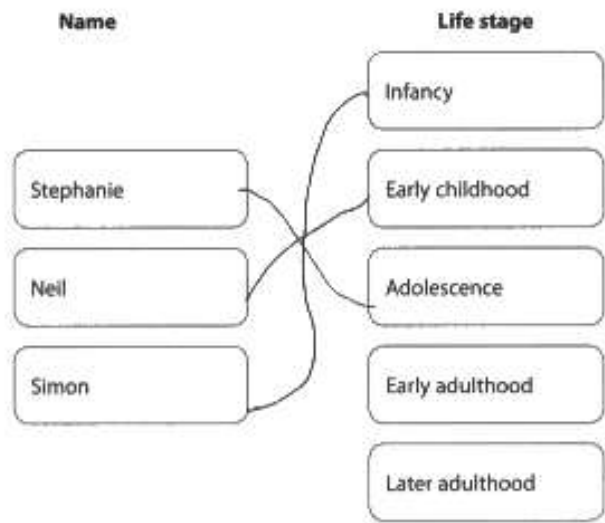 Name
Life stage
Infancy
Stephanie
Early childhood
Neil
Adolescence
Simon
Early adulthood
Later adulthood